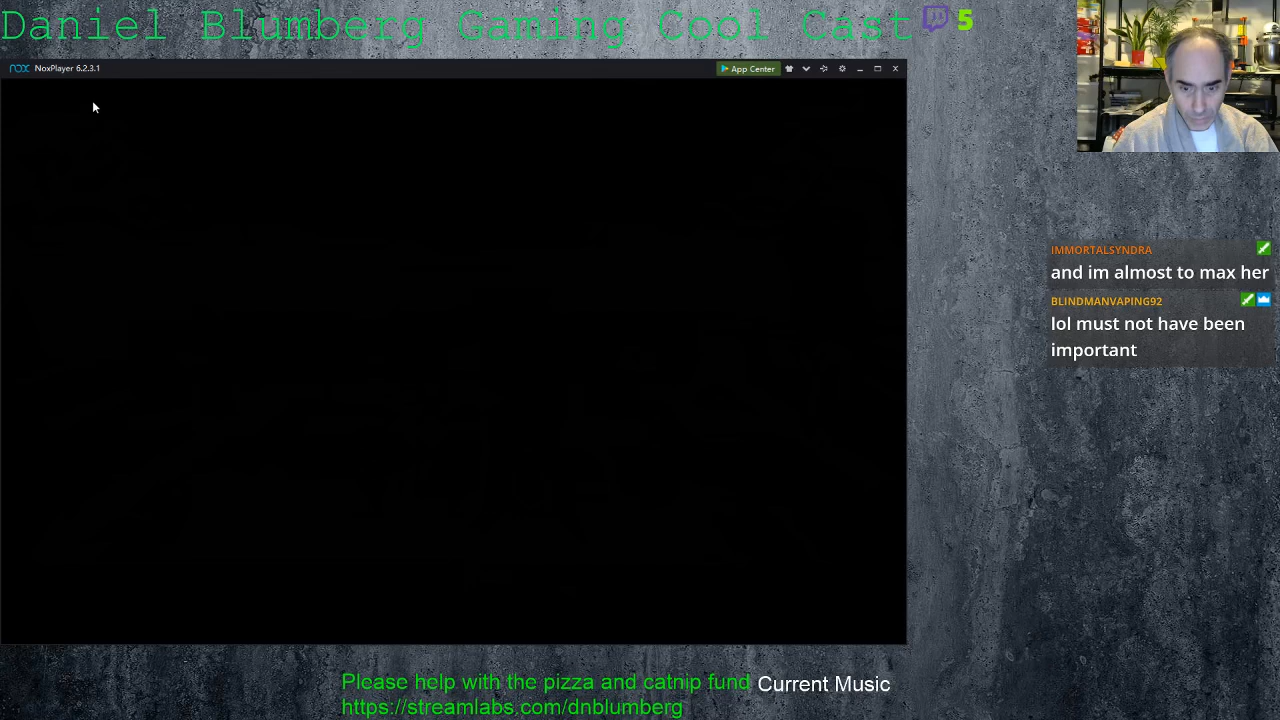 Daniel Blumberg Gaming Cool Cast 5
nox NoxPlayer 6.2.3.1 App Center
IMMORTALSYNDRA
and im almost to max her
BLINDMANVAPING92
lol must not have been
important
Please help with the pizza and catnip fund Current Music
https://streamlabs.com/dnblumberg